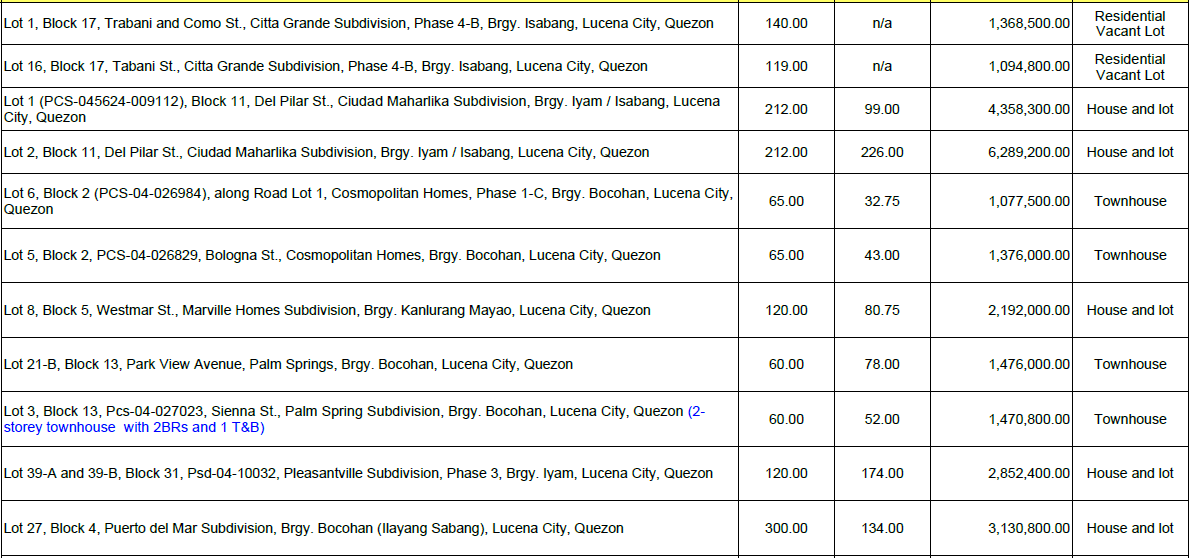 Lot 1, Block 17, Trabani and Como St., Citta Grande Subdivision, Phase 4-B, Brgy. Isabang, Lucena City, Quezon 140.00 n/a 1,368,500.00 Residential
Vacant Lot
Lot 16, Block 17, Tabani St., Citta Grande Subdivision, Phase 4-B, Brgy. Isabang, Lucena City, Quezon 119.00 n/a 1,094,800.00 Residential
Vacant Lot
Lot 1 (PCS-045624-009112), Block 11, Del Pilar St., Ciudad Maharlika Subdivision, Brgy. Iyam / Isabang, Lucena
City, Quezon 212.00 99.00 4,358,300.00 House and lot
Lot 2, Block 11, Del Pilar St., Ciudad Maharlika Subdivision, Brgy. Iyam / Isabang, Lucena City, Quezon 212.00 226.00 6,289,200.00 House and lot
Lot 6, Block 2 (PCS-04-026984), along Road Lot 1, Cosmopolitan Homes, Phase 1-C, Brgy. Bocohan, Lucena City,
Quezon 65.00 32.75 1,077,500.00 Townhouse
Lot 5, Block 2, PCS-04-026829, Bologna St., Cosmopolitan Homes, Brgy. Bocohan, Lucena City, Quezon 65.00 43.00 1,376,000.00 Townhouse
Lot 8, Block 5, Westmar St., Marville Homes Subdivision, Brgy. Kanlurang Mayao, Lucena City, Quezon 120.00 80.75 2,192,000.00 House and lot
Lot 21-B, Block 13, Park View Avenue, Palm Springs, Brgy. Bocohan, Lucena City, Quezon 60.00 78.00 1,476,000.00 Townhouse
Lot 3, Block 13, Pcs-04-027023, Sienna St., Palm Spring Subdivision, Brgy. Bocohan, Lucena City, Quezon (2-
storey townhouse with 2BRs and 1 T&B) 60.00 52.00 1,470,800.00 Townhouse
Lot 39-A and 39-B, Block 31, Psd-04-10032, Pleasantville Subdivision, Phase 3, Brgy. Iyam, Lucena City, Quezon 120.00 174.00 2,852,400.00 House and lot
Lot 27, Block 4, Puerto del Mar Subdivision, Brgy. Bocohan (Ilayang Sabang), Lucena City, Quezon 300.00 134.00 3,130,800.00 House and lot